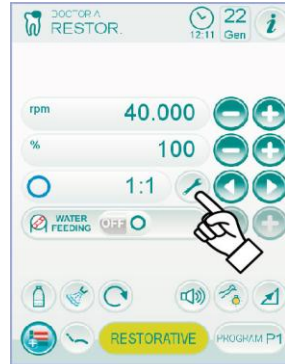 DOCTOR A
RESTOR.
12:11
22
Gen
i
rpm 40.000
% 100
1:1
WATER
FEEDING OFF
RESTORATIVE
PROGRAM P1